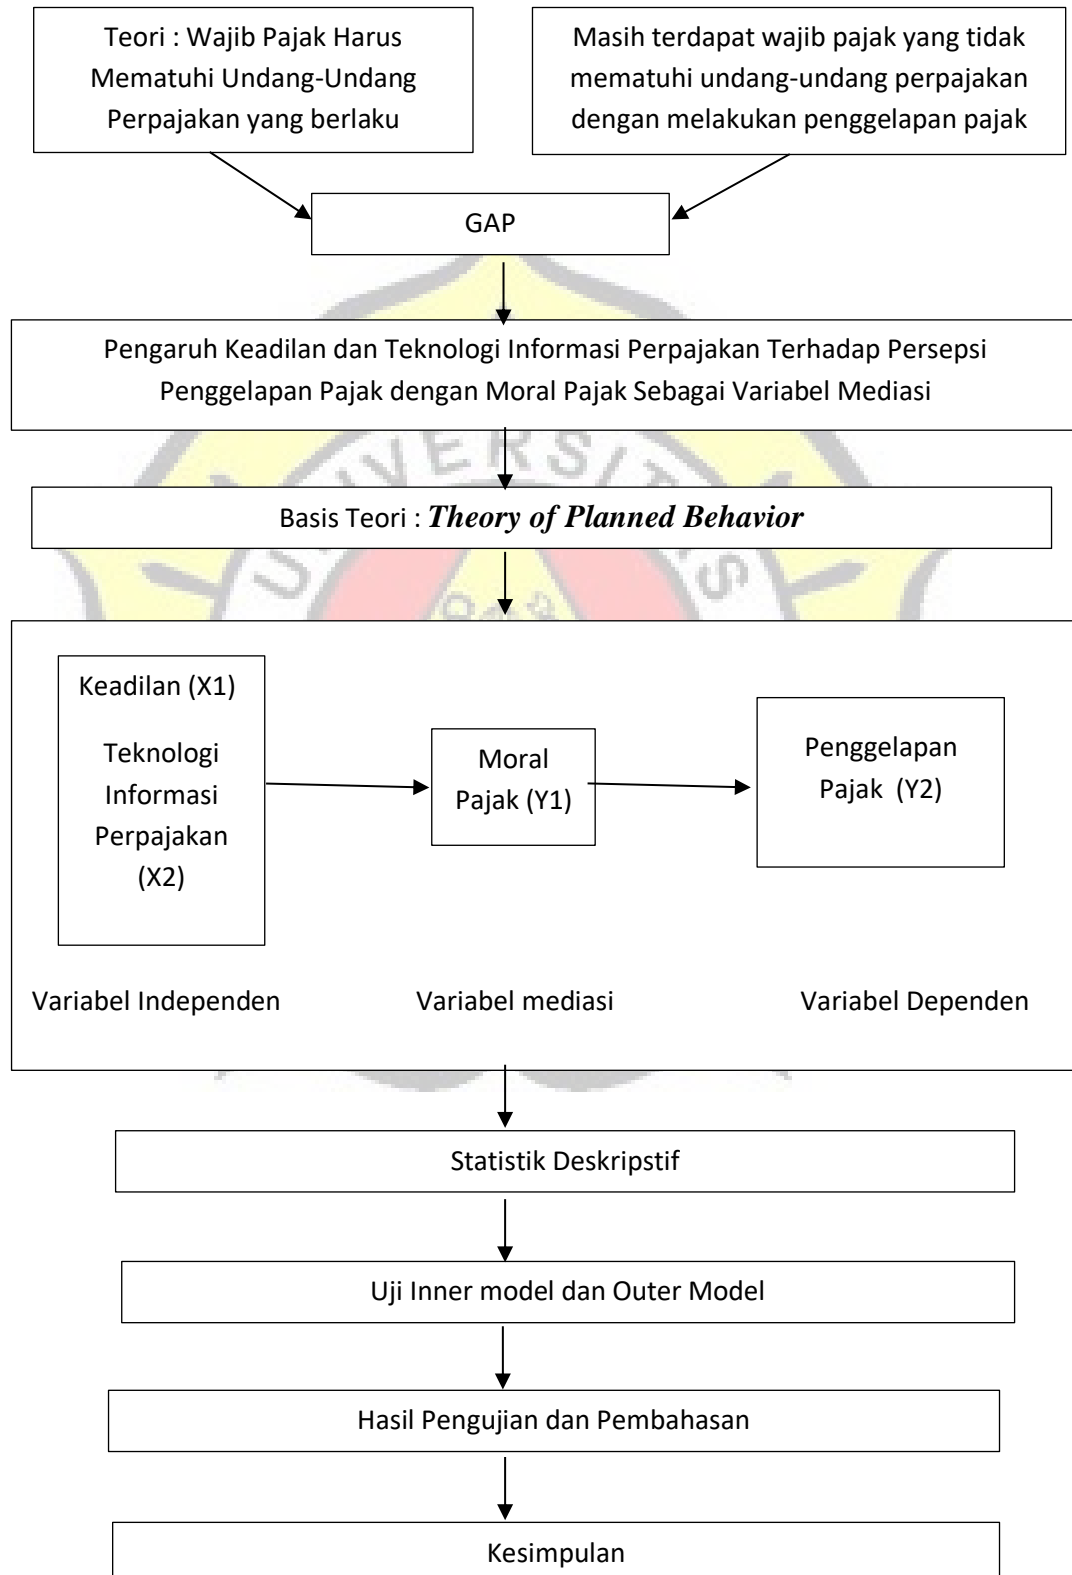 Teori : Wajib Pajak Harus
Mematuhi Undang-Undang
Perpajakan yang berlaku
Masih terdapat wajib pajak yang tidak
mematuhi undang-undang perpajakan
dengan melakukan penggelapan pajak
GAP
Pengaruh Keadilan dan Teknologi Informasi Perpajakan Terhadap Persepsi
Penggelapan Pajak dengan Moral Pajak Sebagai Variabel Mediasi
UNIVERSITAS
Basis Teori : Theory of Planned Behavior
Keadilan (X1)
Teknologi
Informasi
Perpajakan
(X2)
Moral
Pajak (Y1)
Penggelapan
Pajak (Y2)
Variabel Independen
Variabel mediasi
Variabel Dependen
Statistik Deskripstif
Uji Inner model dan Outer Model
Hasil Pengujian dan Pembahasan
Kesimpulan